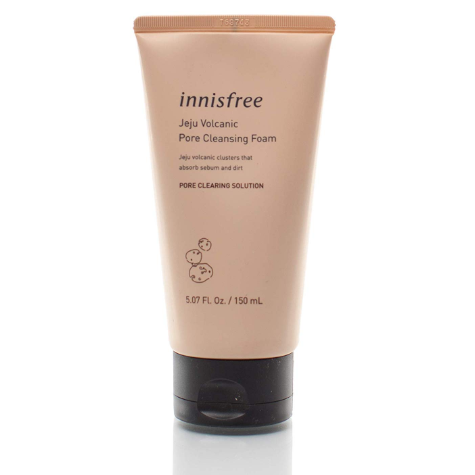 innisfree
Jeju Volcanic
Pore Cleansing Foam
Jeju volcanic clusters that
absorb sebum and dirt
PORE CLEARING SOLUTION
5.07 Fl. Oz. / 150 mL